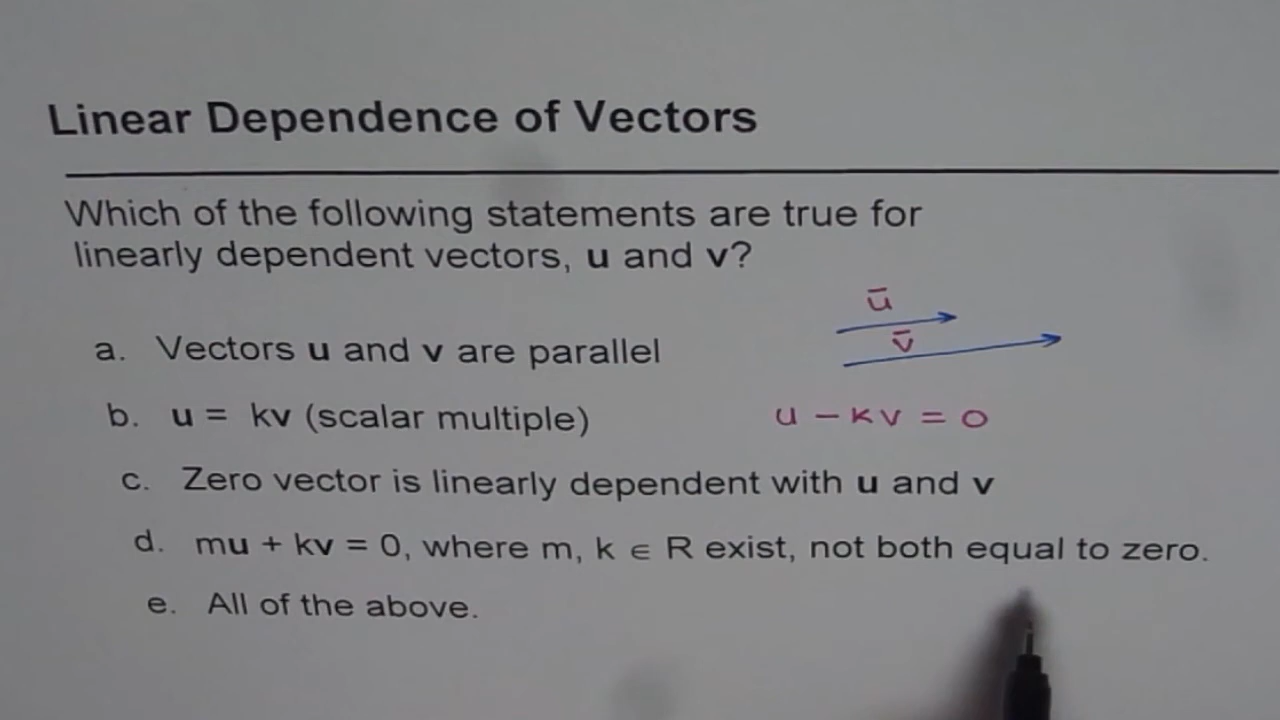 Linear Dependence of Vectors
Which of the following statements are true for
linearly dependent vectors, u and v?
ū
v̄
a. Vectors u and v are parallel
b. u = kv (scalar multiple)
u - kv = 0
c. Zero vector is linearly dependent with u and v
d. mu + kv = 0, where m, k ∈ R exist, not both equal to zero.
e. All of the above.